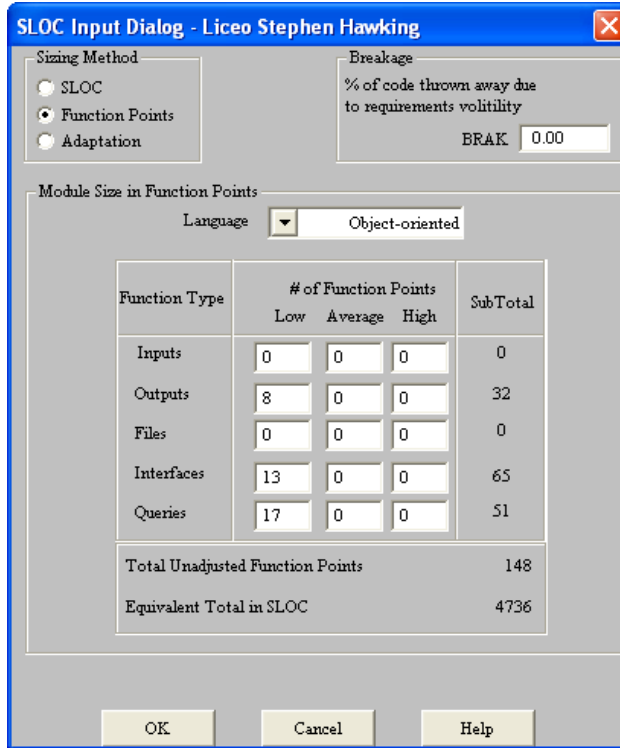 SLOC Input Dialog - Liceo Stephen Hawking
Sizing Method
SLOC
Function Points
Adaptation
Breakage
% of code thrown away due
to requirements volitility
BRAK 0.00
Module Size in Function Points
Language Object-oriented
Function Type # of Function Points SubTotal
Low Average High
Inputs 0 0 0 0
Outputs 8 0 0 32
Files 0 0 0 0
Interfaces 13 0 0 65
Queries 17 0 0 51
Total Unadjusted Function Points 148
Equivalent Total in SLOC 4736
OK Cancel Help